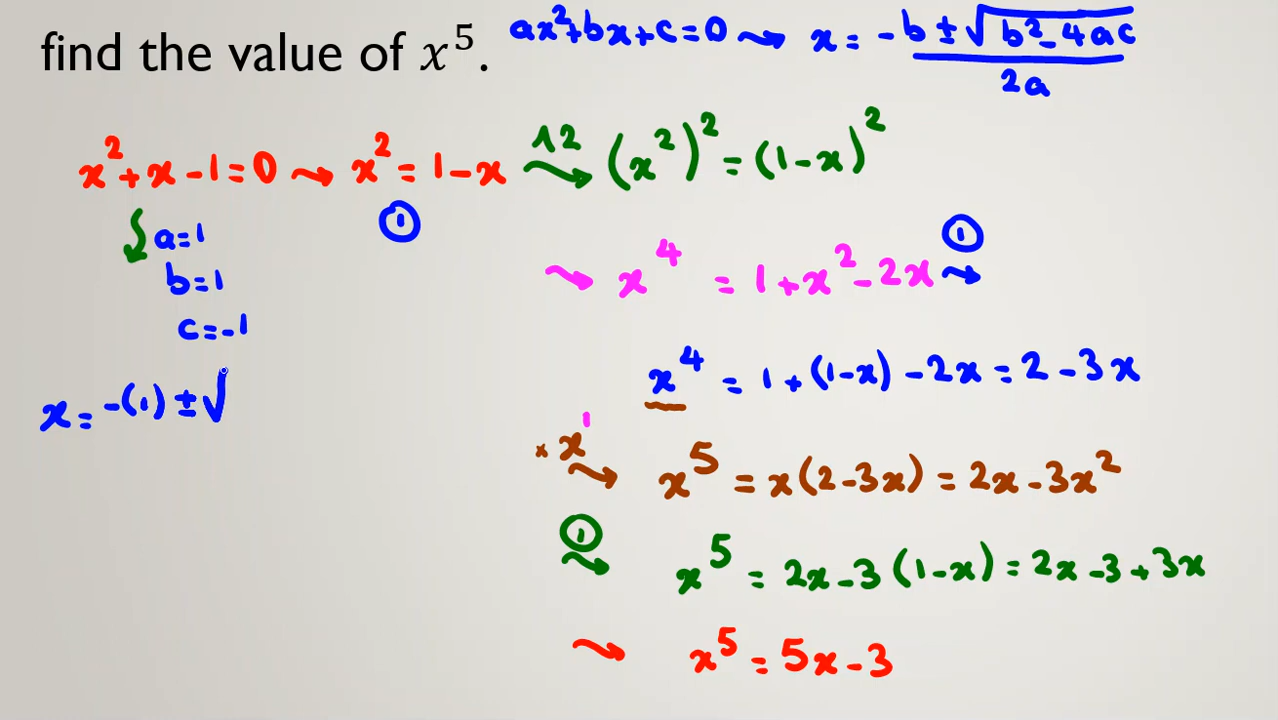 find the value of x⁵.
ax²+bx+c=0 ⇝ x = -b ± √(b²-4ac) / 2a
x²+x-1=0 ⇝ x² = 1-x ⇝^2 (x²)² = (1-x)²
①
a=1
b=1
c=-1
⇝ x⁴ = 1+x²-2x ① ⇝
x⁴ = 1+(1-x)-2x = 2-3x
x = -(1) ± √
× x¹ ⇝ x⁵ = x(2-3x) = 2x-3x²
① ⇝ x⁵ = 2x-3(1-x) = 2x-3+3x
⇝ x⁵ = 5x-3